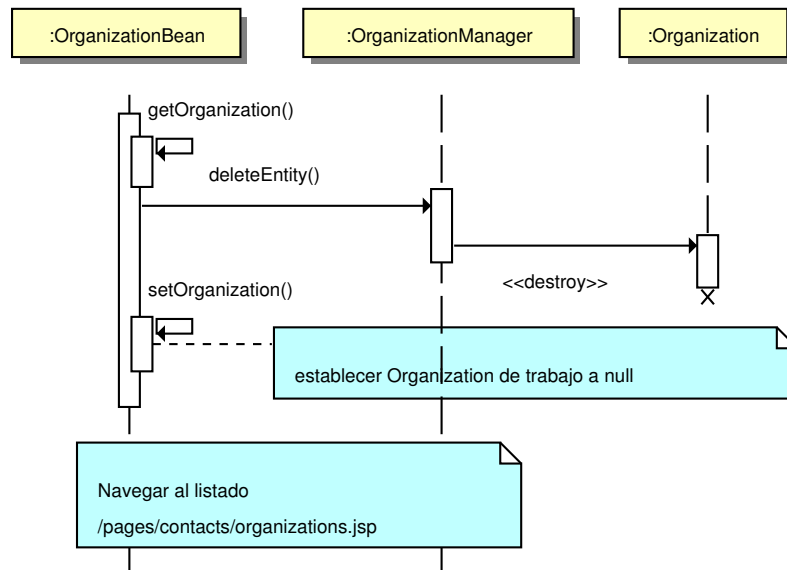 :OrganizationBean
:OrganizationManager
:Organization
getOrganization()
deleteEntity()
<<destroy>>
setOrganization()
establecer Organization de trabajo a null
Navegar al listado
/pages/contacts/organizations.jsp